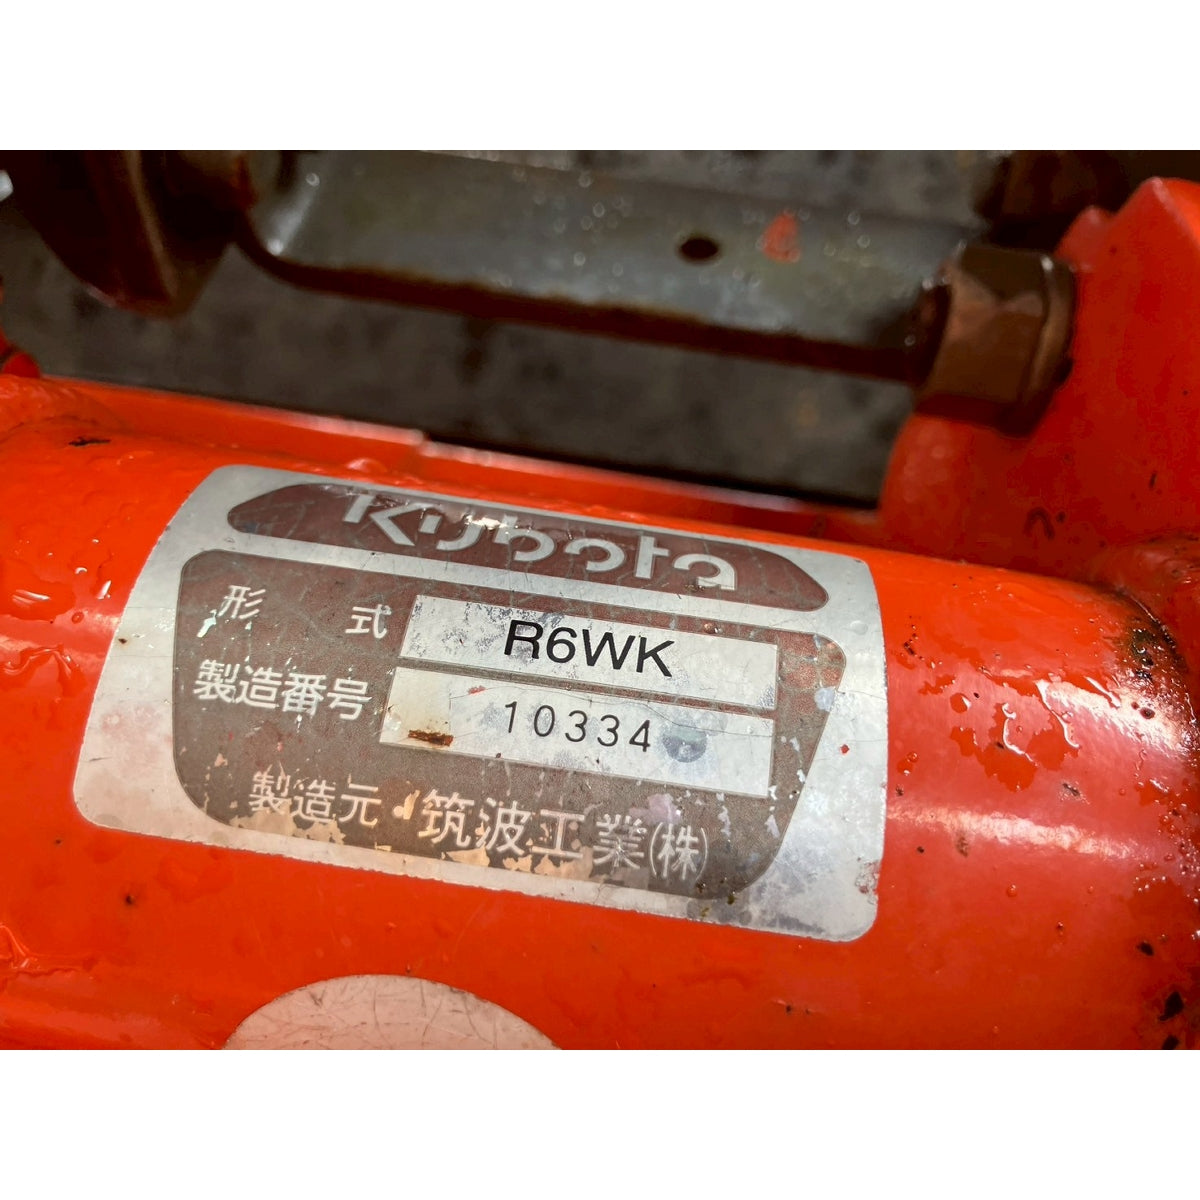 Kubota
形式 R6WK
製造番号 10334
製造元 筑波工業(株)